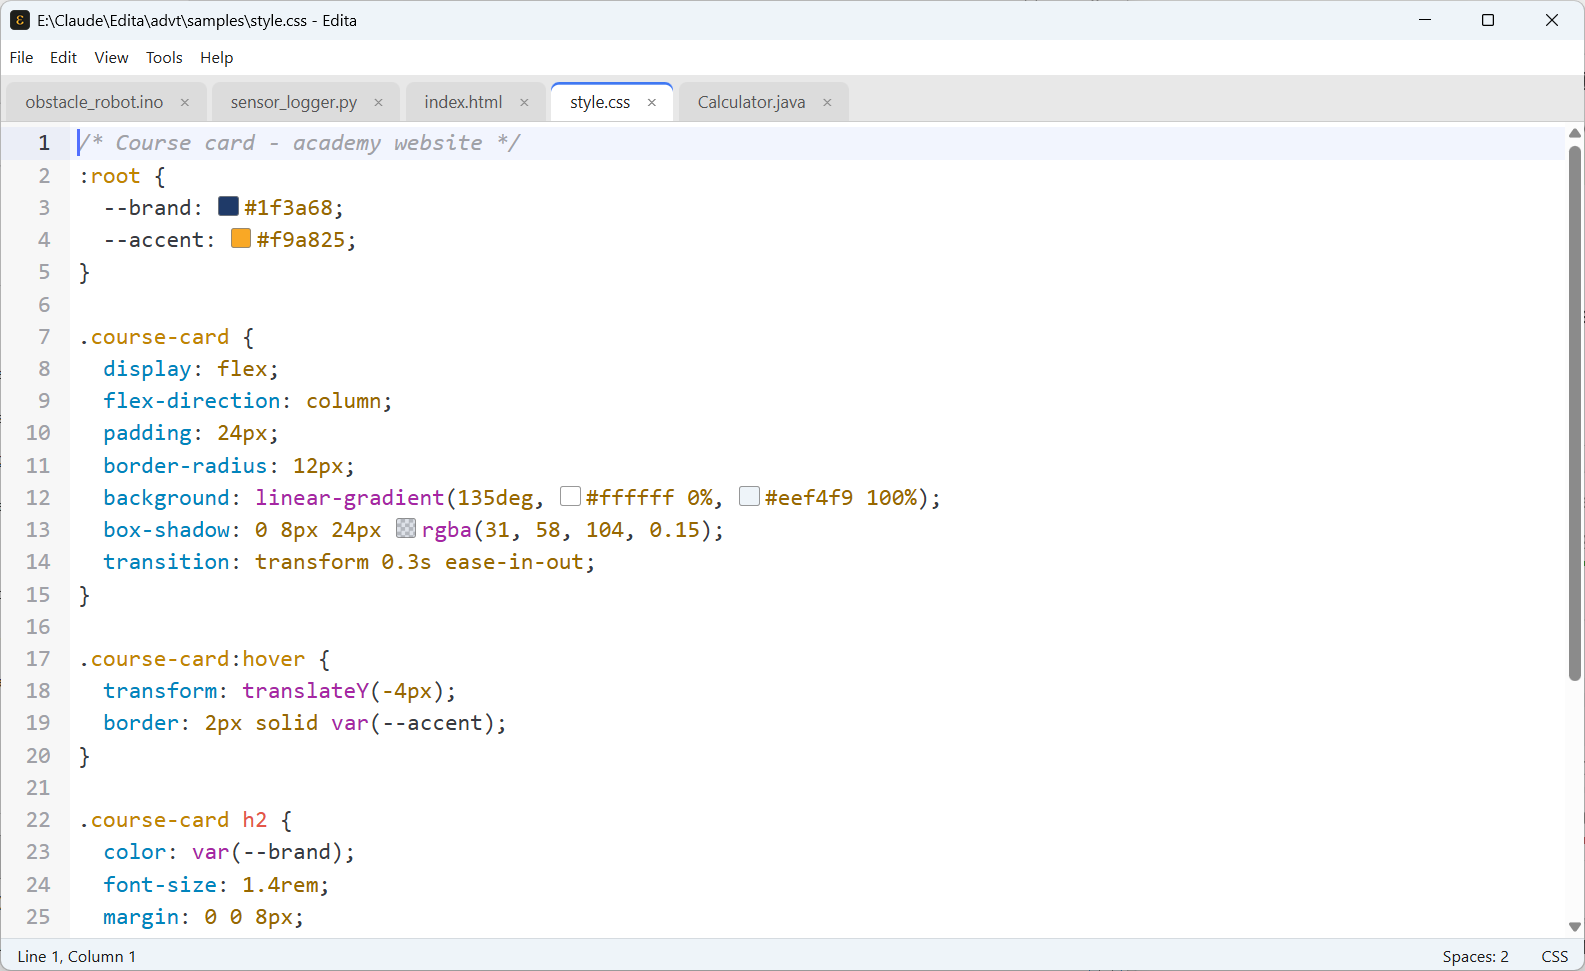 E:\Claude\Edita\advt\samples\style.css - Edita
File Edit View Tools Help
obstacle_robot.ino × sensor_logger.py × index.html × style.css × Calculator.java ×
1 /* Course card - academy website */
2 :root {
3   --brand: #1f3a68;
4   --accent: #f9a825;
5 }
6
7 .course-card {
8   display: flex;
9   flex-direction: column;
10   padding: 24px;
11   border-radius: 12px;
12   background: linear-gradient(135deg, #ffffff 0%, #eef4f9 100%);
13   box-shadow: 0 8px 24px rgba(31, 58, 104, 0.15);
14   transition: transform 0.3s ease-in-out;
15 }
16
17 .course-card:hover {
18   transform: translateY(-4px);
19   border: 2px solid var(--accent);
20 }
21
22 .course-card h2 {
23   color: var(--brand);
24   font-size: 1.4rem;
25   margin: 0 0 8px;
Line 1, Column 1 Spaces: 2 CSS